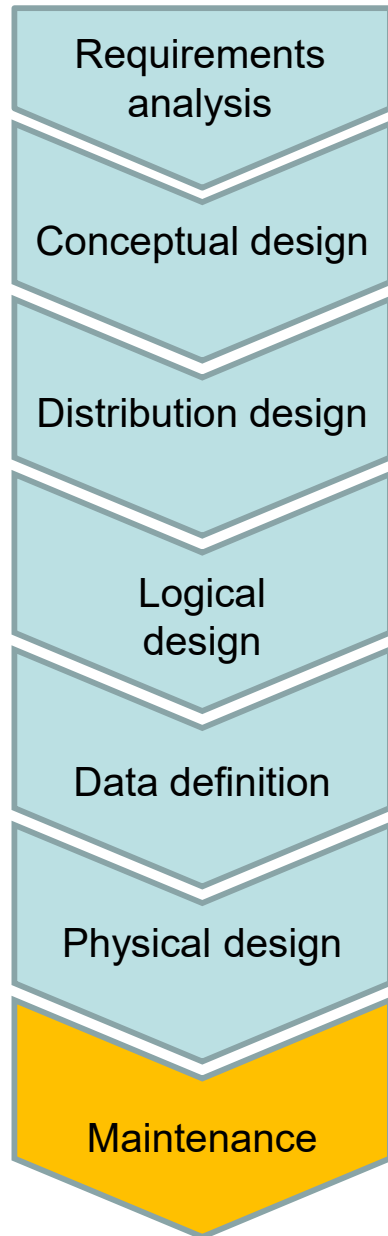 Requirements
analysis
Conceptual design
Distribution design
Logical
design
Data definition
Physical design
Maintenance